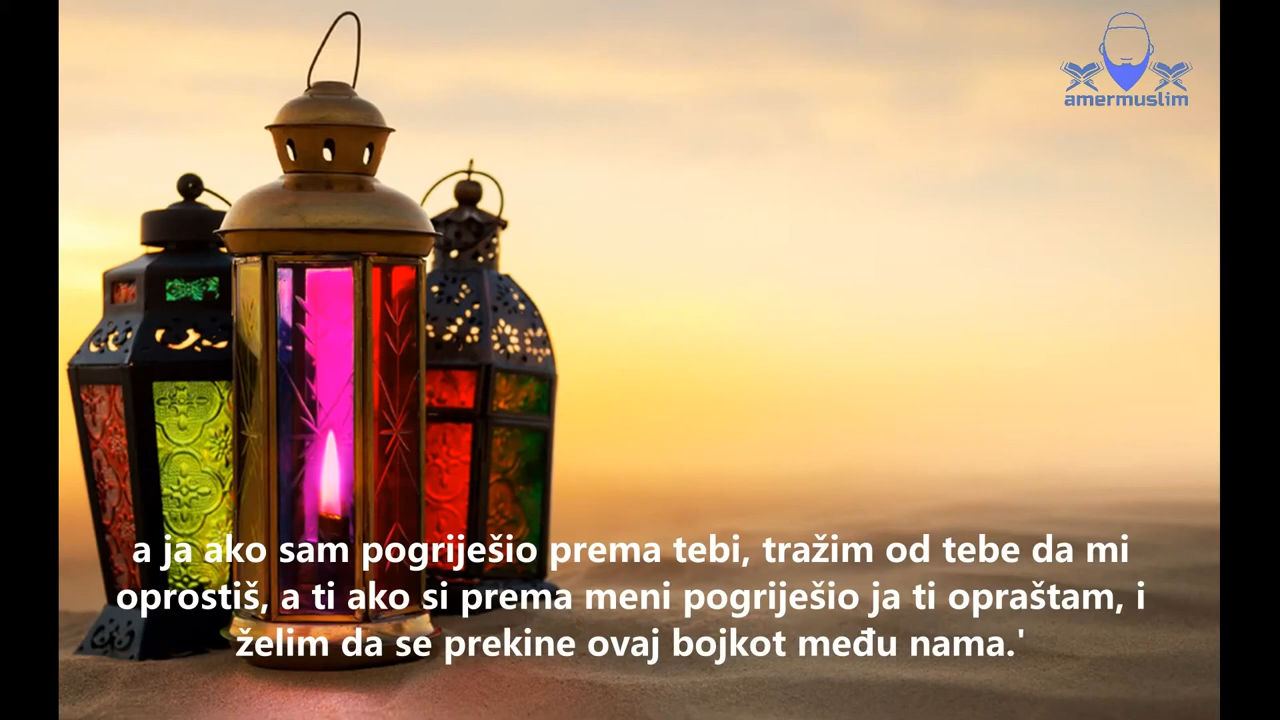 amermuslim
a ja ako sam pogriješio prema tebi, tražim od tebe da mi
oprostiš, a ti ako si prema meni pogriješio ja ti opraštam, i
želim da se prekine ovaj bojkot među nama.'